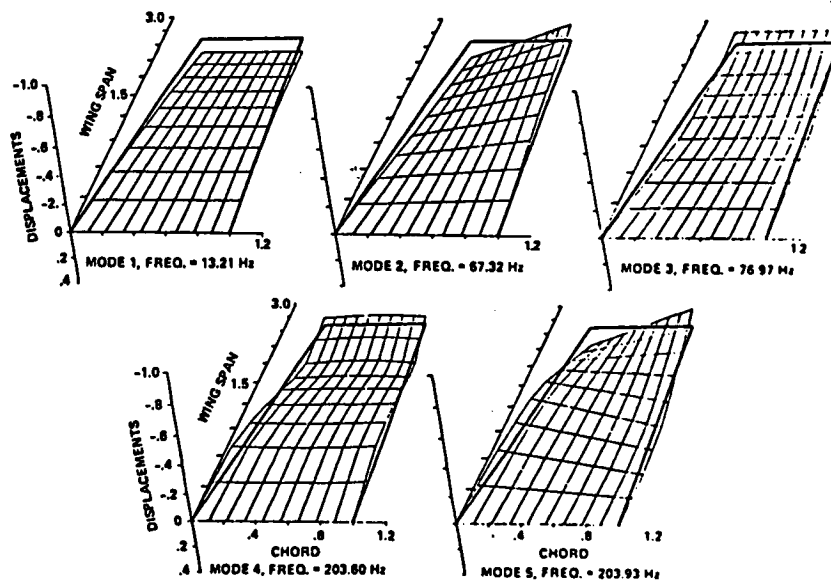 3.0
WING SPAN
1.5
-1.0
-.8
-.6
-.4
-.2
0
.2
.4
DISPLACEMENTS
1.2
MODE 1, FREQ. = 13.21 Hz
1.2
MODE 2, FREQ. = 67.32 Hz
1.2
MODE 3, FREQ. = 76.97 Hz
3.0
WING SPAN
1.5
-1.0
-.8
-.6
-.4
-.2
0
.2
.4
DISPLACEMENTS
.4
.8
1.2
CHORD
MODE 4, FREQ. = 203.60 Hz
.4
.8
1.2
CHORD
MODE 5, FREQ. = 203.93 Hz